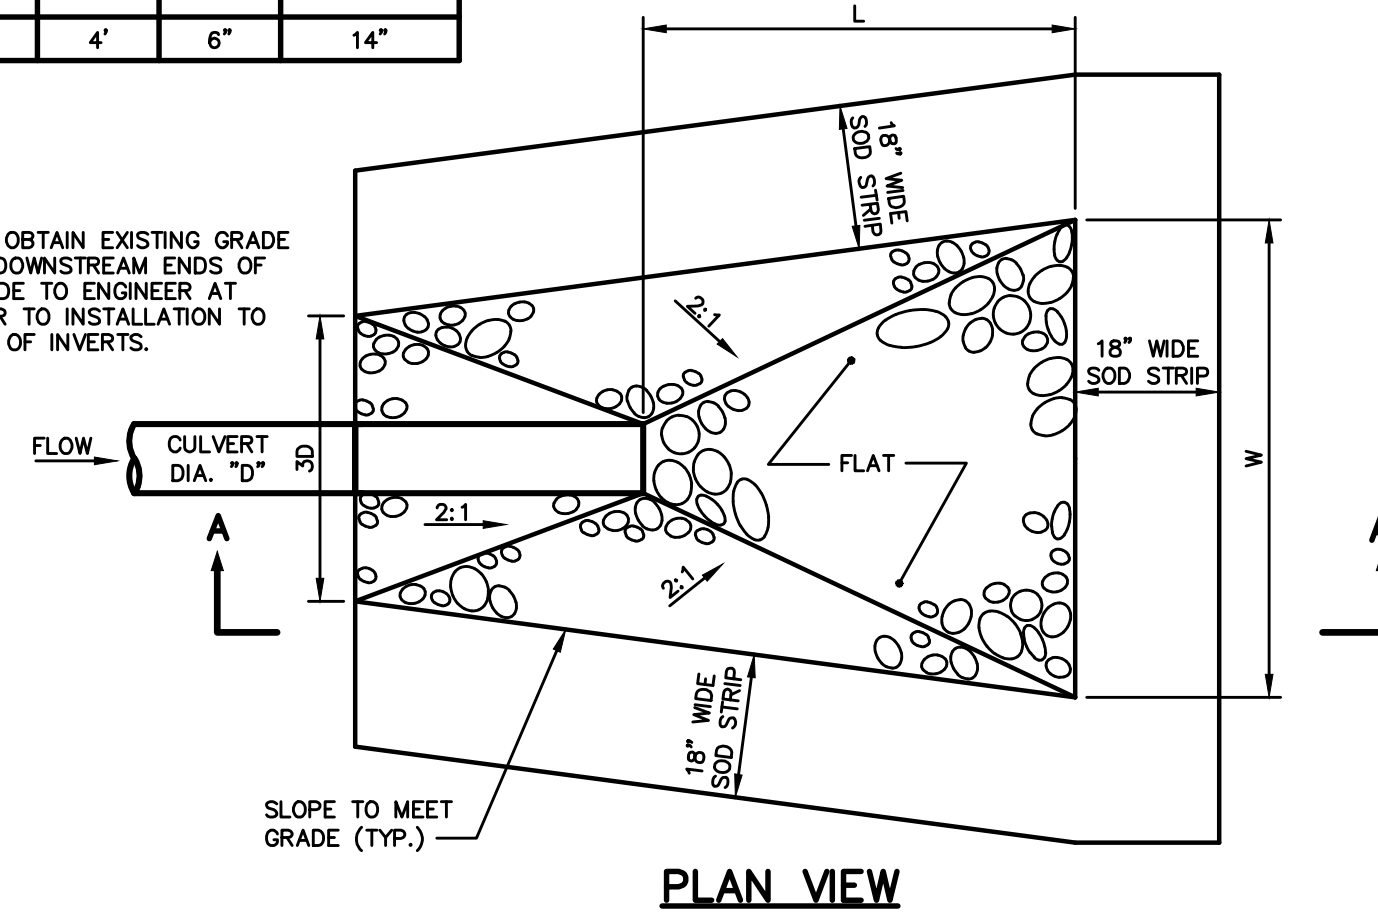 4' 6" 14"
L
18" WIDE
SOD STRIP
OBTAIN EXISTING GRADE
DOWNSTREAM ENDS OF
TO ENGINEER AT
TO INSTALLATION TO
OF INVERTS.
2:1
18" WIDE
SOD STRIP
FLOW
CULVERT
DIA. "D"
3D
FLAT
W
2:1
A
2:1
18" WIDE
SOD STRIP
SLOPE TO MEET
GRADE (TYP.)
PLAN VIEW